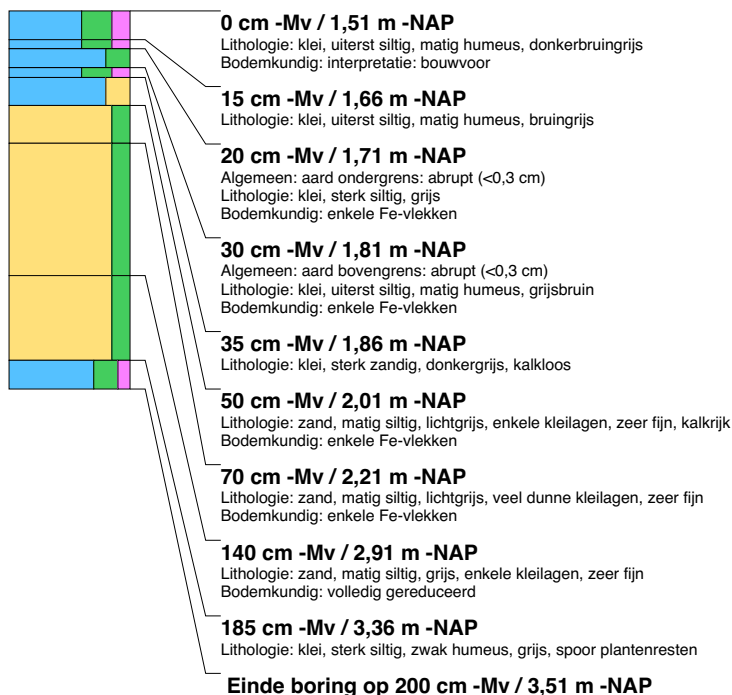 0 cm -Mv / 1,51 m -NAP
Lithologie: klei, uiterst siltig, matig humeus, donkerbruingrijs
Bodemkundig: interpretatie: bouwvoor
15 cm -Mv / 1,66 m -NAP
Lithologie: klei, uiterst siltig, matig humeus, bruingrijs
20 cm -Mv / 1,71 m -NAP
Algemeen: aard ondergrens: abrupt (<0,3 cm)
Lithologie: klei, sterk siltig, grijs
Bodemkundig: enkele Fe-vlekken
30 cm -Mv / 1,81 m -NAP
Algemeen: aard bovengrens: abrupt (<0,3 cm)
Lithologie: klei, uiterst siltig, matig humeus, grijsbruin
Bodemkundig: enkele Fe-vlekken
35 cm -Mv / 1,86 m -NAP
Lithologie: klei, sterk zandig, donkergrijs, kalkloos
50 cm -Mv / 2,01 m -NAP
Lithologie: zand, matig siltig, lichtgrijs, enkele kleilagen, zeer fijn, kalkrijk
Bodemkundig: enkele Fe-vlekken
70 cm -Mv / 2,21 m -NAP
Lithologie: zand, matig siltig, lichtgrijs, veel dunne kleilagen, zeer fijn
Bodemkundig: enkele Fe-vlekken
140 cm -Mv / 2,91 m -NAP
Lithologie: zand, matig siltig, grijs, enkele kleilagen, zeer fijn
Bodemkundig: volledig gereduceerd
185 cm -Mv / 3,36 m -NAP
Lithologie: klei, sterk siltig, zwak humeus, grijs, spoor plantenresten
Einde boring op 200 cm -Mv / 3,51 m -NAP